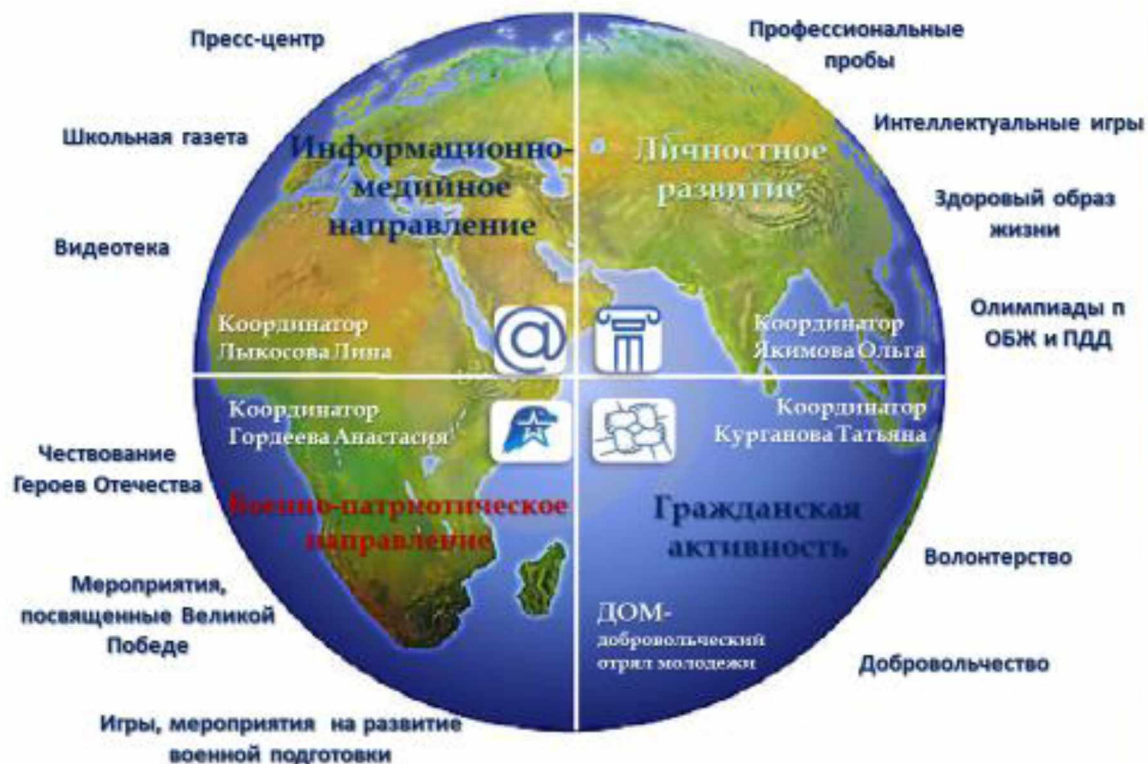 Пресс-центр
Школьная газета
Видеотека
Информационно-
медийное
направление
Координатор
Лыкосова Лина
@
Профессиональные
пробы
Интеллектуальные игры
Здоровый образ
жизни
Олимпиады п
ОБЖ и ПДД
Личностное
развитие
Координатор
Якимова Ольга
Координатор
Гордеева Анастасия
Чествование
Героев Отечества
Военно-патриотическое
направление
Мероприятия,
посвященные Великой
Победе
Игры, мероприятия на развитие
военной подготовки
Координатор
Курганова Татьяна
Гражданская
активность
ДОМ-
добровольческий
отряд молодежи
Волонтерство
Добровольчество